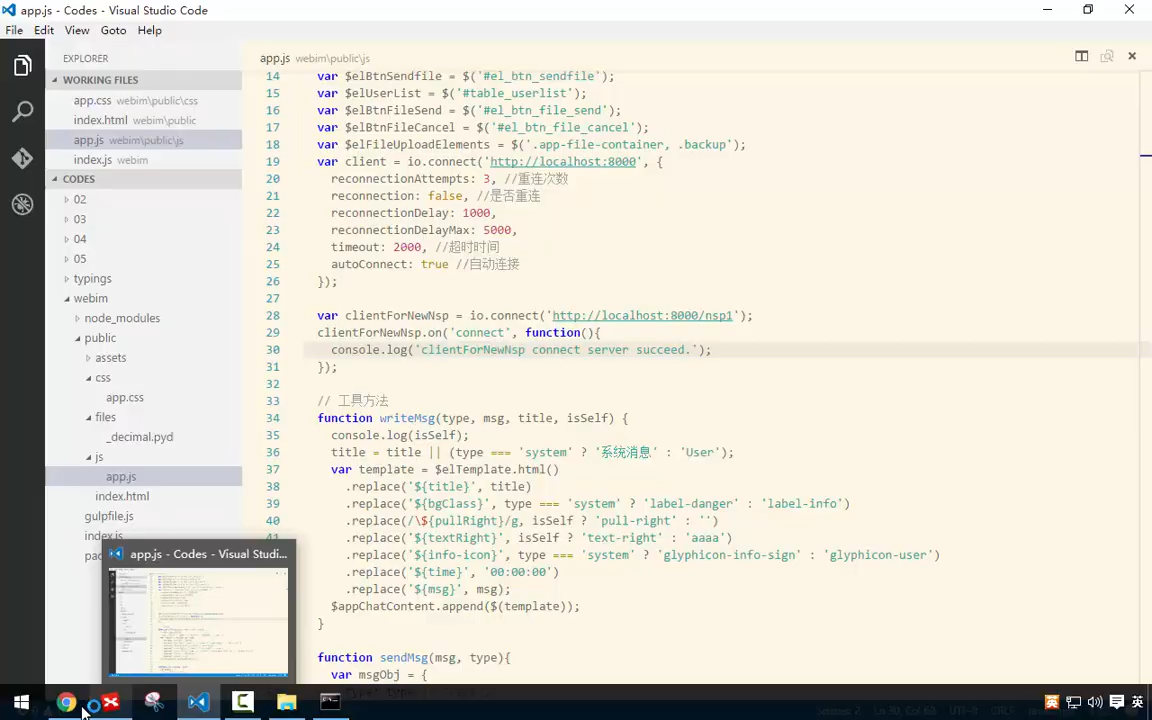 app.js - Codes - Visual Studio Code
File Edit View Goto Help
EXPLORER
WORKING FILES
app.css webim\public\css
index.html webim\public
app.js webim\public\js
index.js webim
CODES
02
03
04
05
typings
webim
node_modules
public
assets
css
app.css
files
_decimal.pyd
js
app.js
index.html
gulpfile.js
index.js
app.js - Codes - Visual Studi...
app.js webim\public\js
14 var $elBtnSendfile = $('#el_btn_sendfile');
15 var $elUserList = $('#table_userlist');
16 var $elBtnFileSend = $('#el_btn_file_send');
17 var $elBtnFileCancel = $('#el_btn_file_cancel');
18 var $elFileUploadElements = $('.app-file-container, .backup');
19 var client = io.connect('http://localhost:8000', {
20 reconnectionAttempts: 3, //重连次数
21 reconnection: false, //是否重连
22 reconnectionDelay: 1000,
23 reconnectionDelayMax: 5000,
24 timeout: 2000, //超时时间
25 autoConnect: true //自动连接
26 });
27
28 var clientForNewNsp = io.connect('http://localhost:8000/nsp1');
29 clientForNewNsp.on('connect', function(){
30 console.log('clientForNewNsp connect server succeed.');
31 });
32
33 // 工具方法
34 function writeMsg(type, msg, title, isSelf) {
35 console.log(isSelf);
36 title = title || (type === 'system' ? '系统消息' : 'User');
37 var template = $elTemplate.html()
38 .replace('${title}', title)
39 .replace('${bgClass}', type === 'system' ? 'label-danger' : 'label-info')
40 .replace(/\${pullRight}/g, isSelf ? 'pull-right' : '')
41 .replace('${textRight}', isSelf ? 'text-right' : 'aaaa')
.replace('${info-icon}', type === 'system' ? 'glyphicon-info-sign' : 'glyphicon-user')
.replace('${time}', '00:00:00')
.replace('${msg}', msg);
$appChatContent.append($(template));
}
function sendMsg(msg, type){
var msgObj = {
英 英